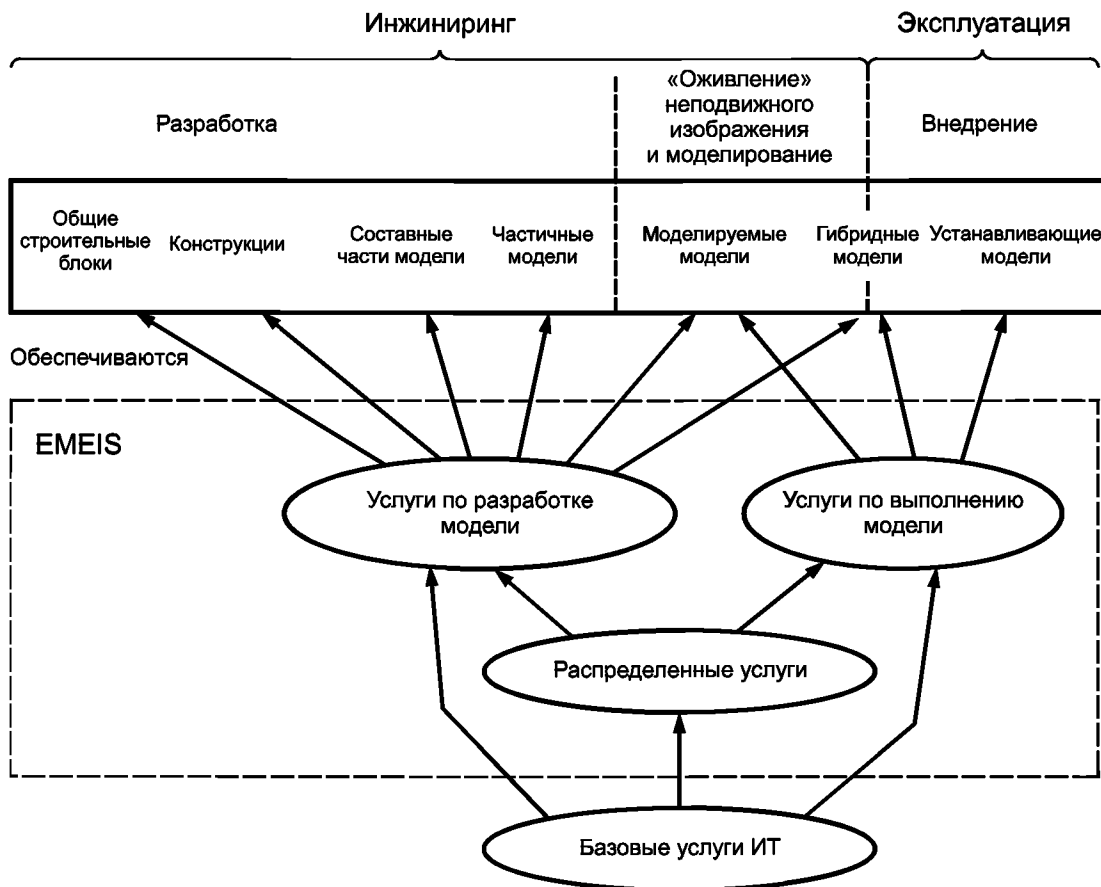 Инжиниринг
Эксплуатация
Разработка
«Оживление»
неподвижного
изображения
и моделирование
Внедрение
Общие
строительные
блоки
Конструкции
Составные
части модели
Частичные
модели
Моделируемые
модели
Гибридные
модели
Устанавливающие
модели
Обеспечиваются
EMEIS
Услуги по разработке
модели
Услуги по выполнению
модели
Распределенные услуги
Базовые услуги ИТ